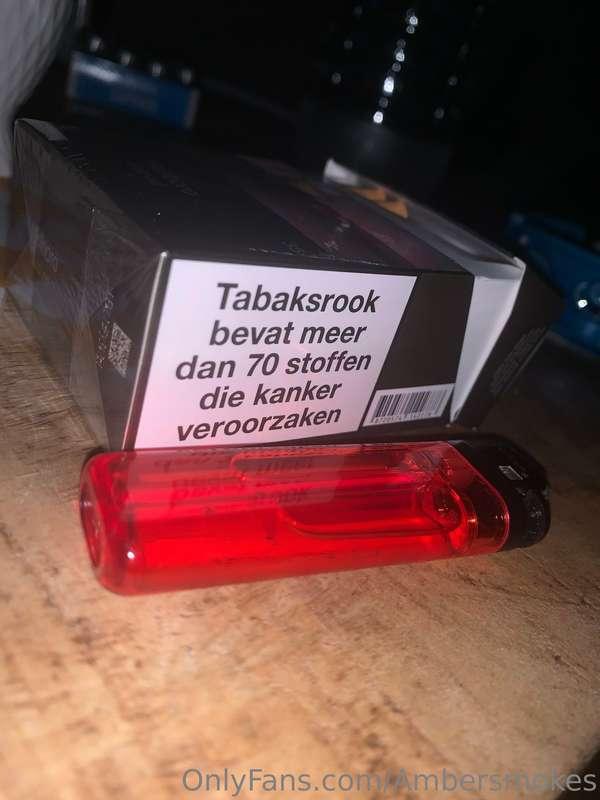 Tabaksrook
bevat meer
dan 70 stoffen
die kanker
veroorzaken
OnlyFans.com/Ambersmokes